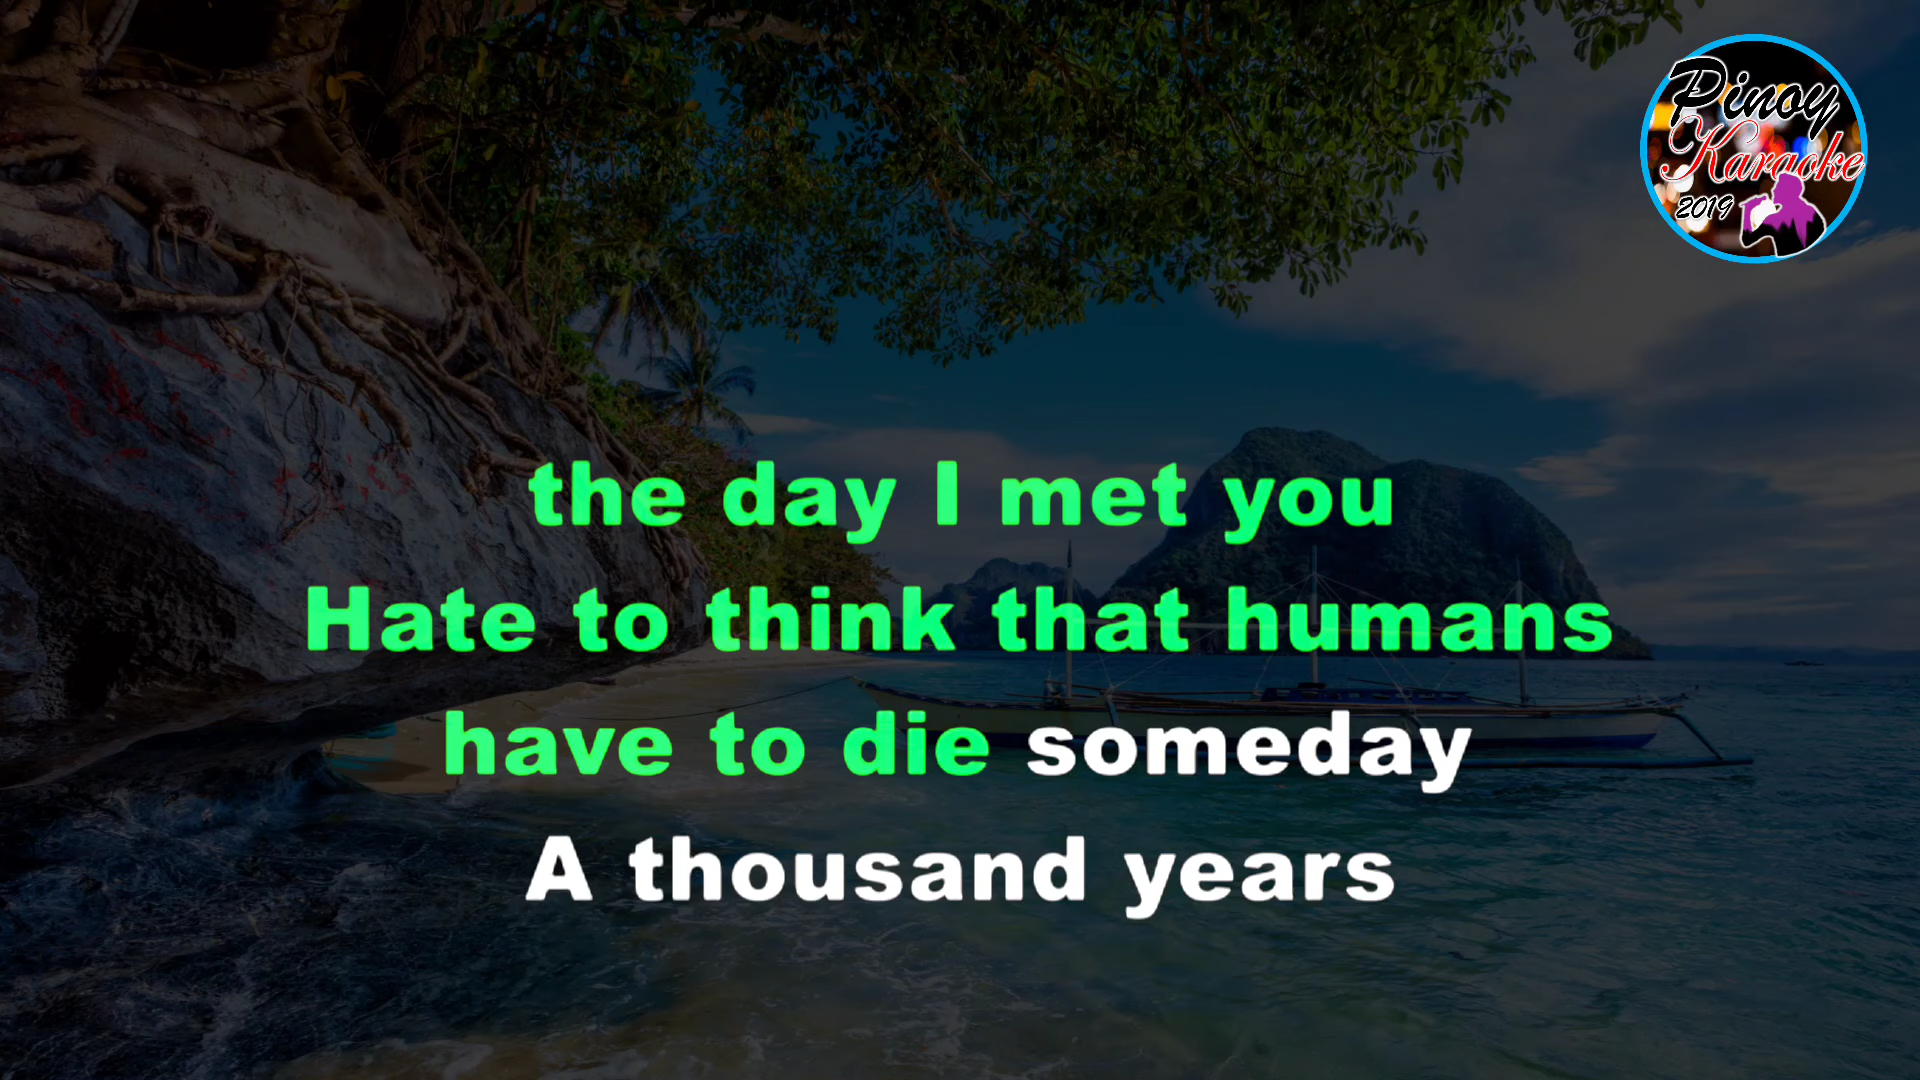 Pinoy
Karaoke
2019
the day I met you
Hate to think that humans
have to die someday
A thousand years